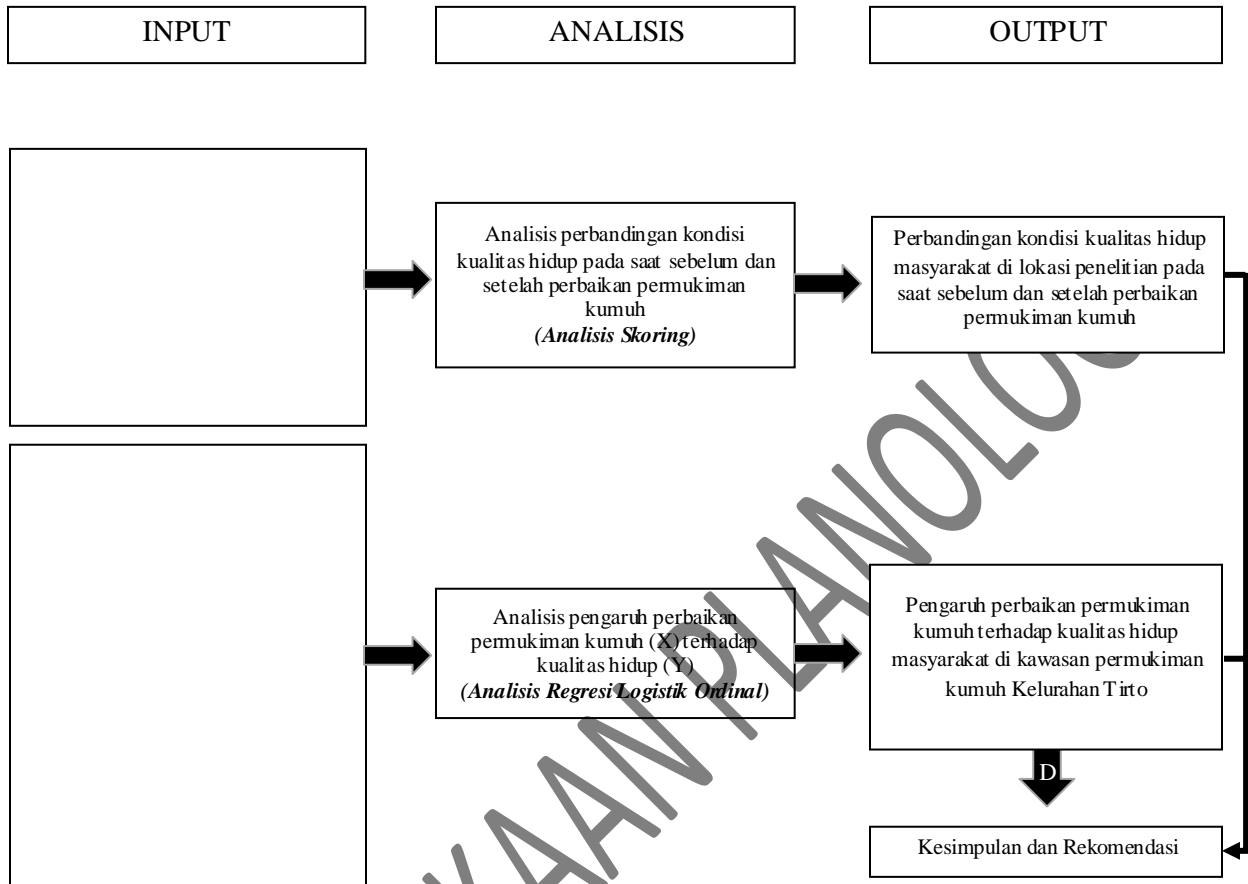 INPUT
ANALISIS
OUTPUT
Analisis perbandingan kondisi
kualitas hidup pada saat sebelum dan
setelah perbaikan permukiman
kumuh
(Analisis Skoring)
Perbandingan kondisi kualitas hidup
masyarakat di lokasi penelitian pada
saat sebelum dan setelah perbaikan
permukiman kumuh
Analisis pengaruh perbaikan
permukiman kumuh (X) terhadap
kualitas hidup (Y)
(Analisis Regresi Logistik Ordinal)
Pengaruh perbaikan permukiman
kumuh terhadap kualitas hidup
masyarakat di kawasan permukiman
kumuh Kelurahan Tirto
D
Kesimpulan dan Rekomendasi
KAAN PLANOLO